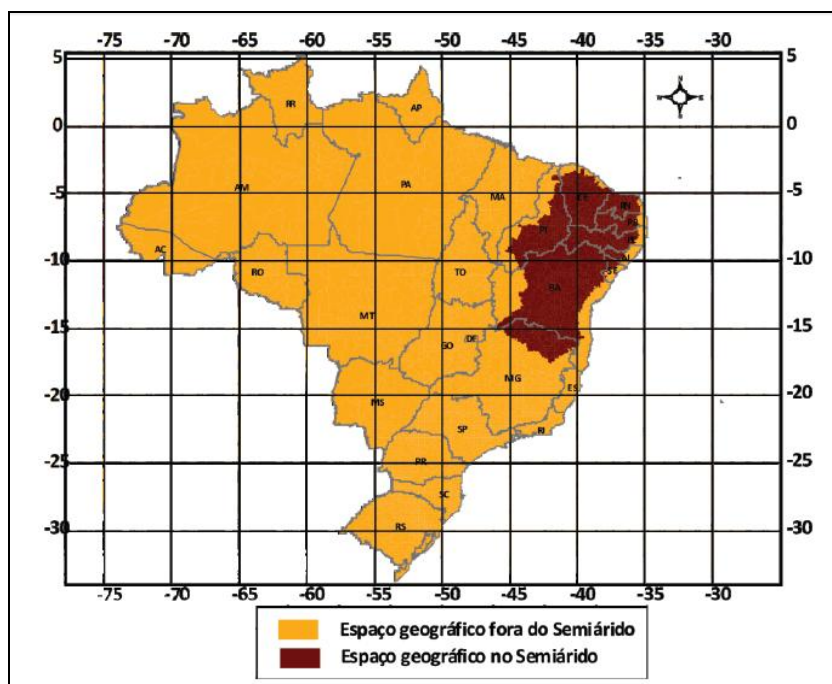 -75 -70 -65 -60 -55 -50 -45 -40 -35 -30
5 5
N
RR AP
0 0
AM PA MA CE
-5 RN -5
PI
AC
-10 RO TO SE -10
BA
MT
-15 GO DF -15
MG
ES
-20 MS -20
SP RJ
-25 PR -25
SC
-30 RS -30
-75 -70 -65 -60 -55 -50 -45 -40 -35 -30
Espaço geográfico fora do Semiárido
Espaço geográfico no Semiárido